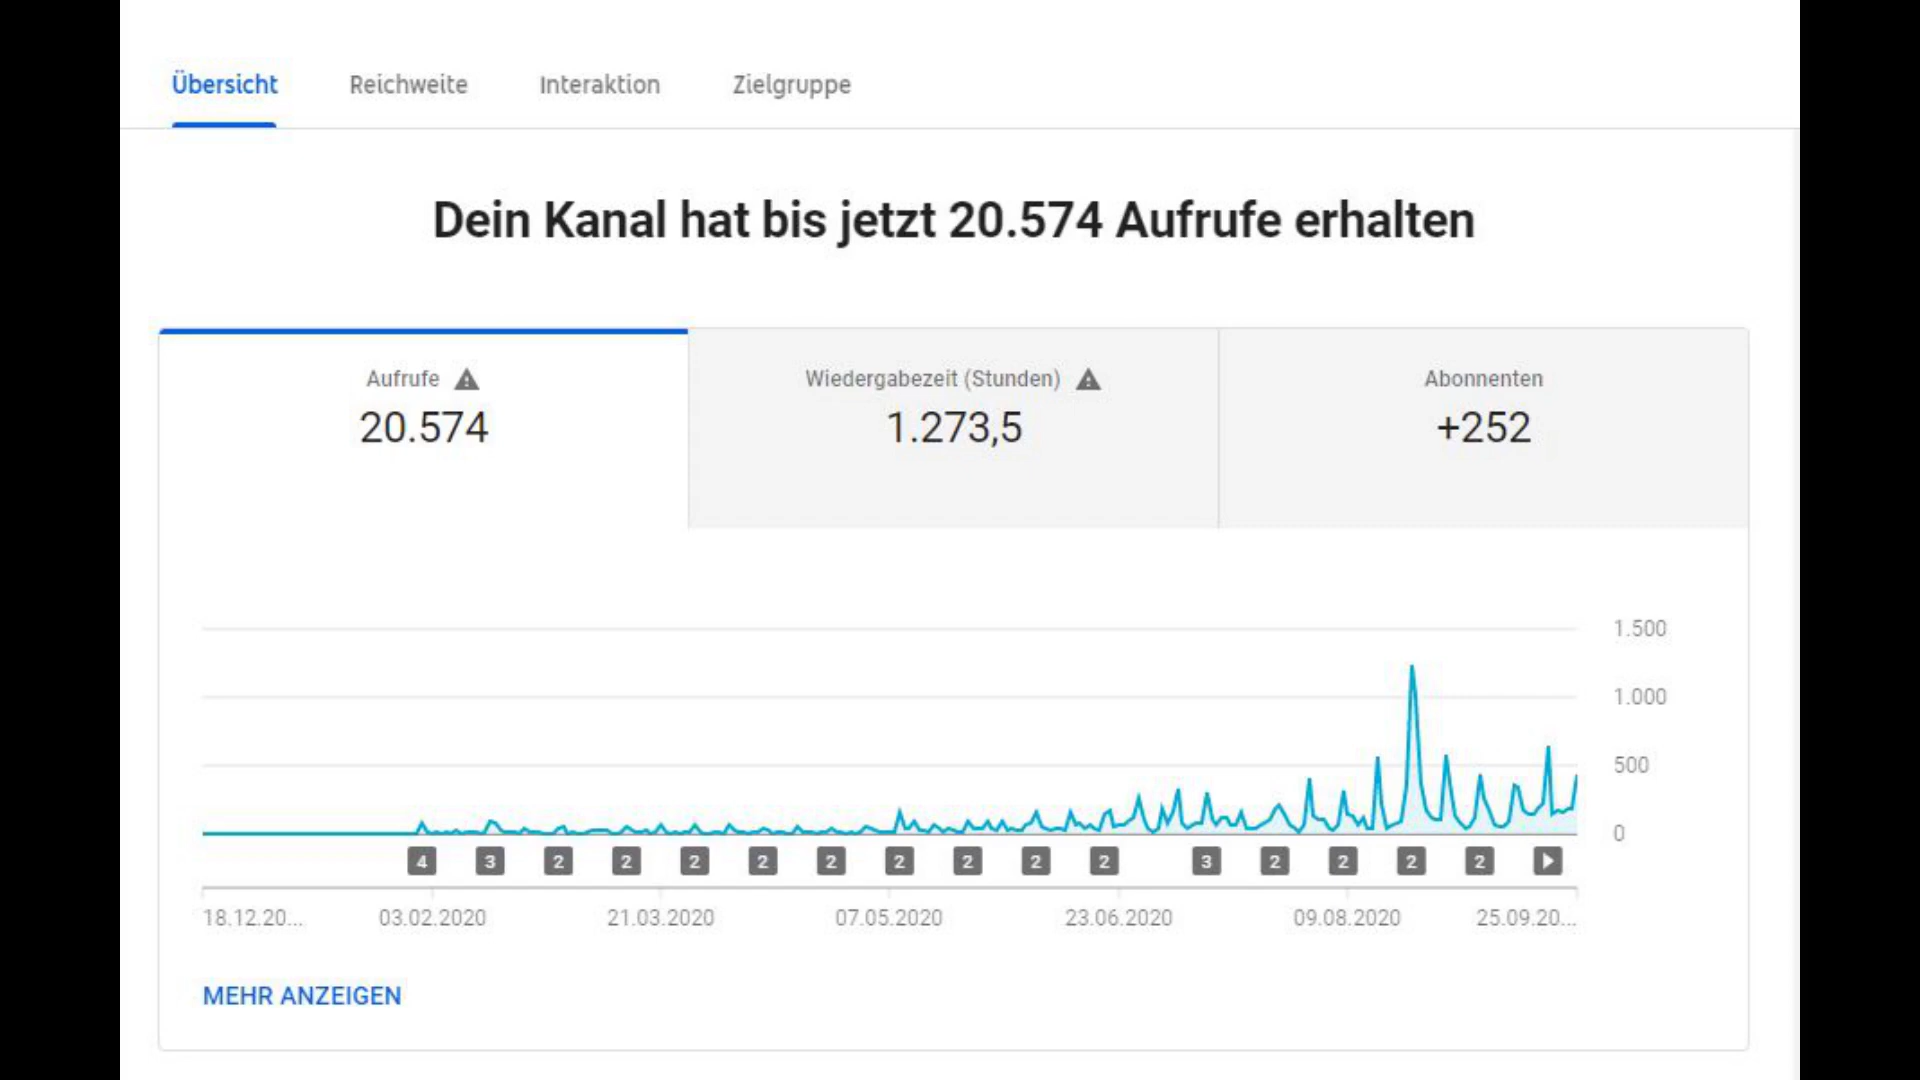 Übersicht Reichweite Interaktion Zielgruppe
Dein Kanal hat bis jetzt 20.574 Aufrufe erhalten
Aufrufe Wiedergabezeit (Stunden) Abonnenten
20.574 1.273,5 +252
1.500
1.000
500
0
4 3 2 2 2 2 2 2 2 2 2 3 2 2 2 2
18.12.20... 03.02.2020 21.03.2020 07.05.2020 23.06.2020 09.08.2020 25.09.20...
MEHR ANZEIGEN